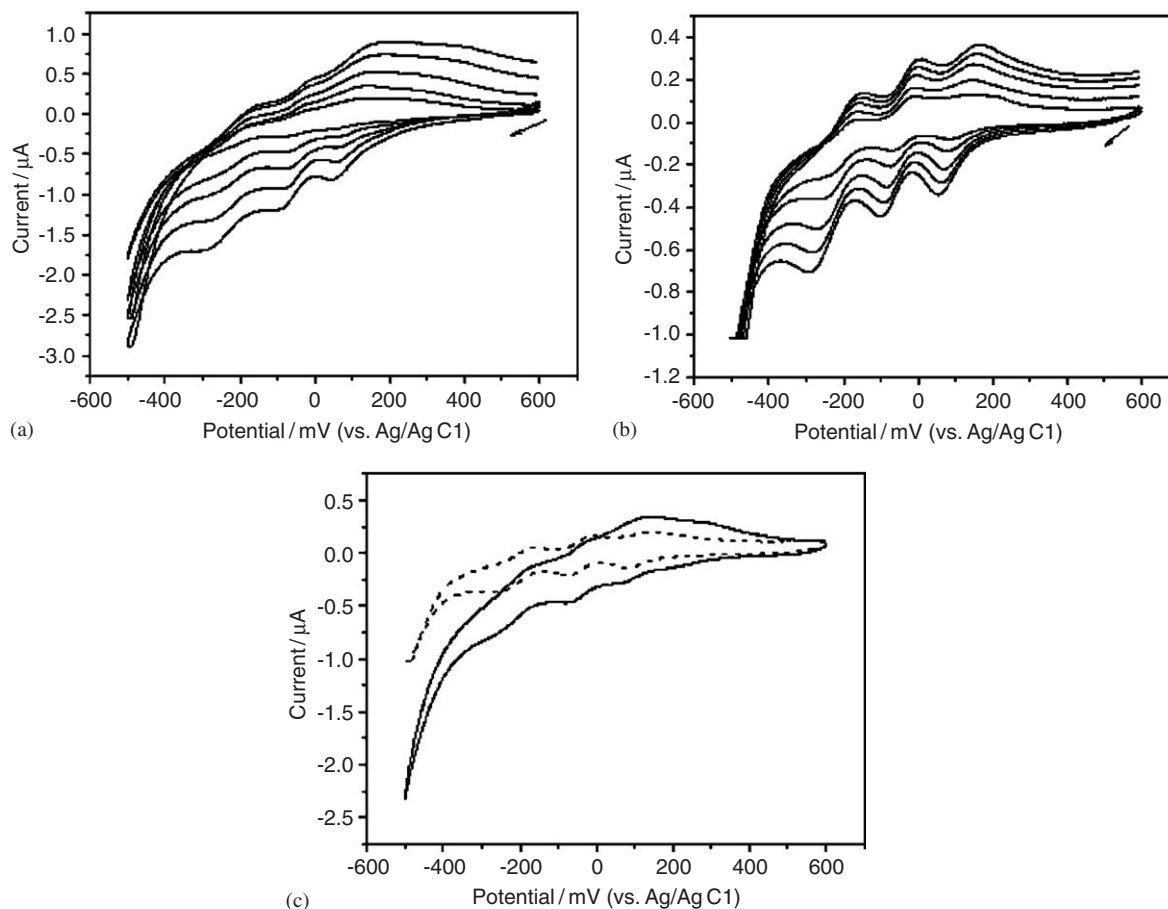 1.0
0.5
0.0
-0.5
-1.0
-1.5
-2.0
-2.5
-3.0
Current / μA
-600 -400 -200 0 200 400 600
Potential / mV (vs. Ag/Ag C1)
(a)
0.4
0.2
0.0
-0.2
-0.4
-0.6
-0.8
-1.0
-1.2
Current / μA
-600 -400 -200 0 200 400 600
Potential / mV (vs. Ag/Ag C1)
(b)
0.5
0.0
-0.5
-1.0
-1.5
-2.0
-2.5
Current / μA
-600 -400 -200 0 200 400 600
Potential / mV (vs. Ag/Ag C1)
(c)